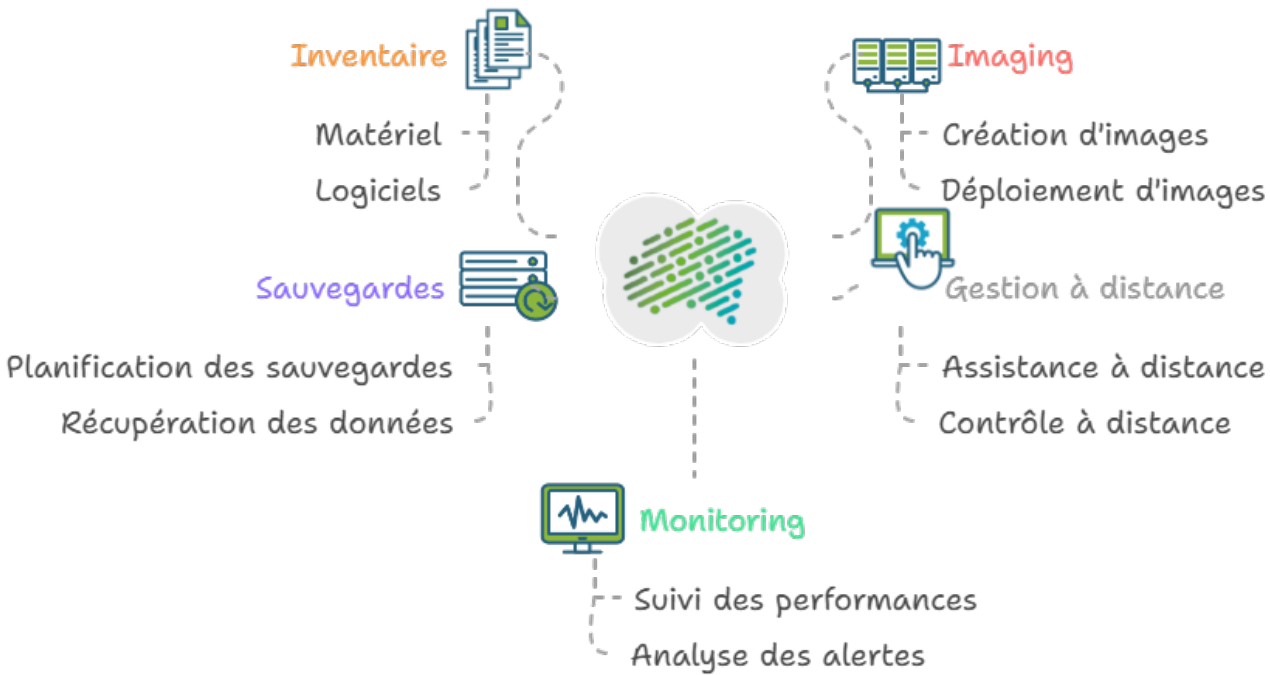 Inventaire
Matériel
Logiciels
Imaging
Création d'images
Déploiement d'images
Sauvegardes
Planification des sauvegardes
Récupération des données
Gestion à distance
Assistance à distance
Contrôle à distance
Monitoring
Suivi des performances
Analyse des alertes